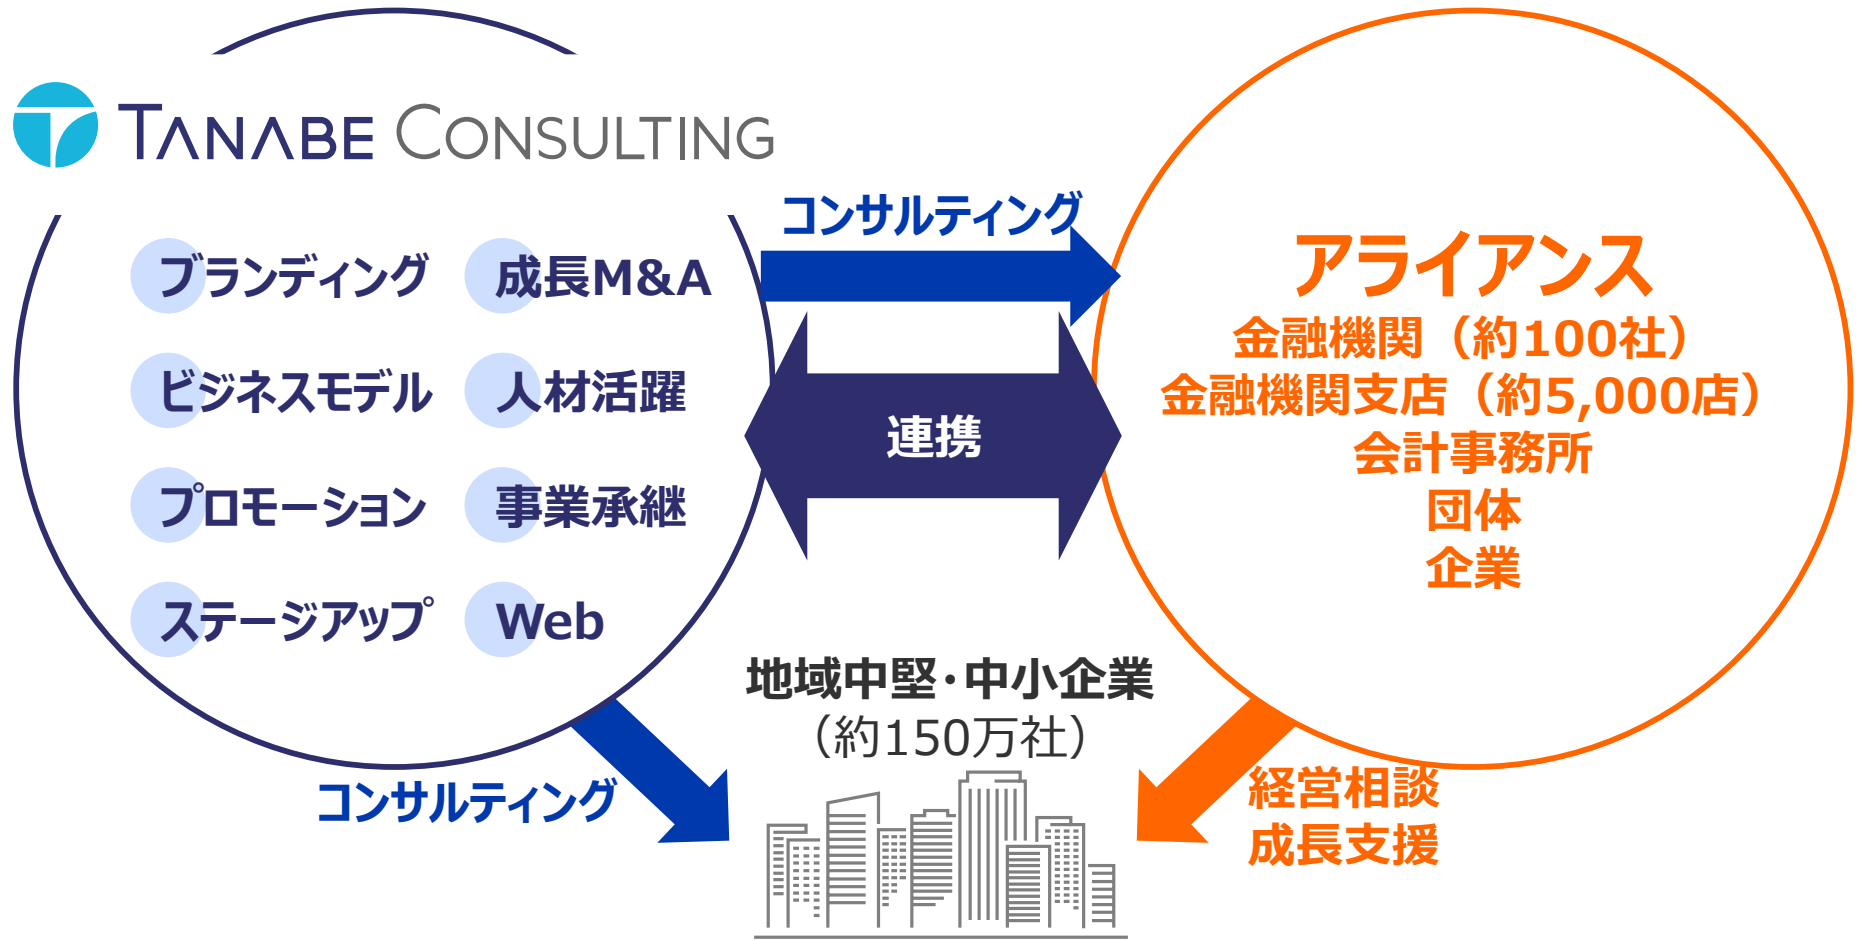 TANABE CONSULTING
ブランディング
成長M&A
ビジネスモデル
人材活躍
プロモーション
事業承継
ステージアップ
Web
コンサルティング
連携
アライアンス
金融機関（約100社）
金融機関支店（約5,000店）
会計事務所
団体
企業
地域中堅・中小企業
（約150万社）
コンサルティング
経営相談
成長支援